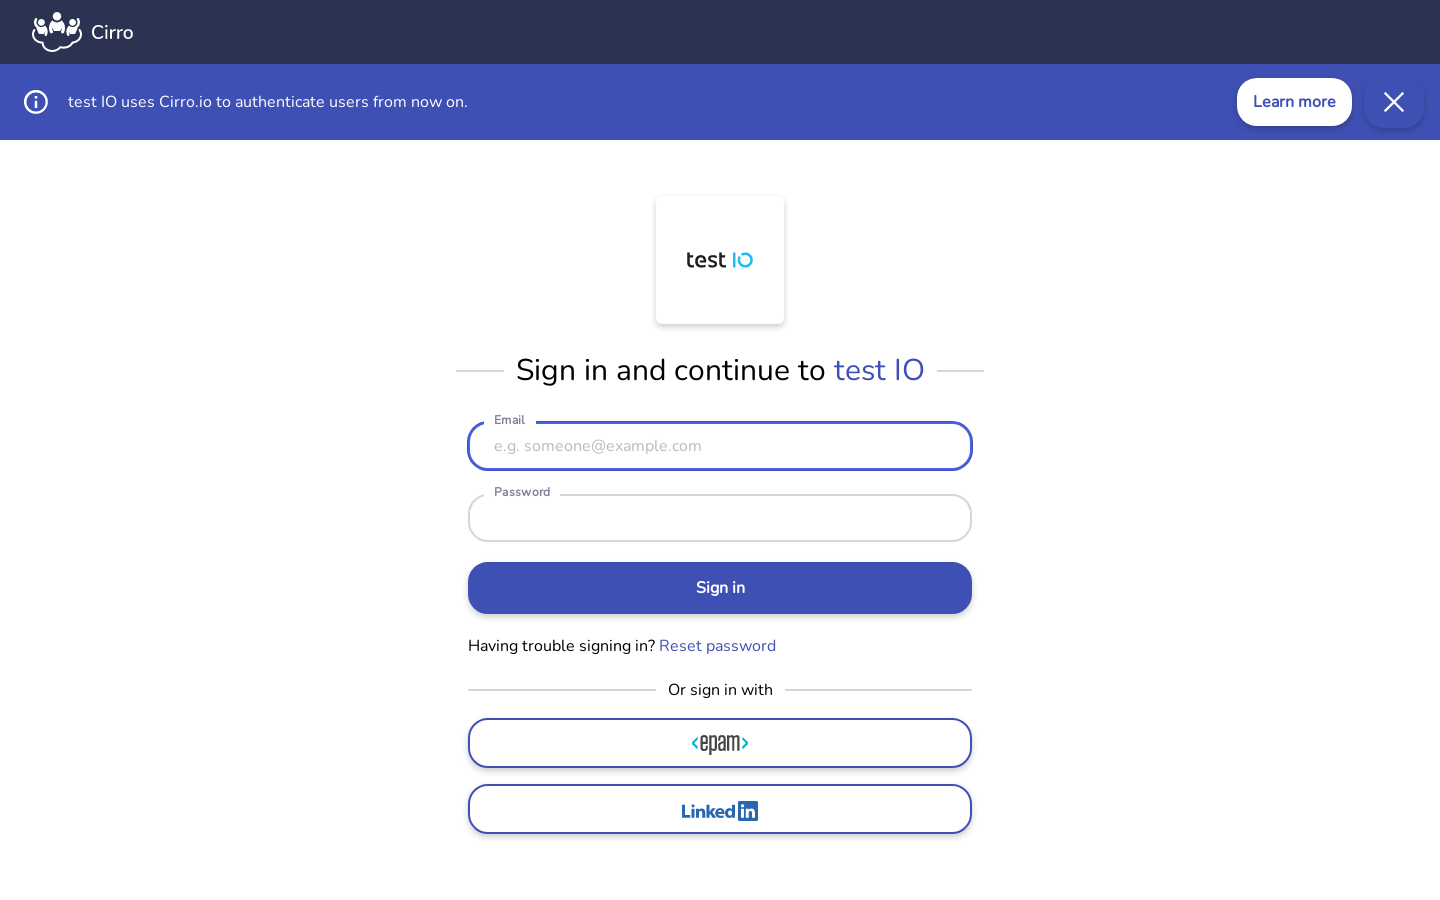 Cirro
test IO uses Cirro.io to authenticate users from now on.
Learn more
test IO
Sign in and continue to test IO
Email
e.g. someone@example.com
Password
Sign in
Having trouble signing in? Reset password
Or sign in with
<epam>
Linked in